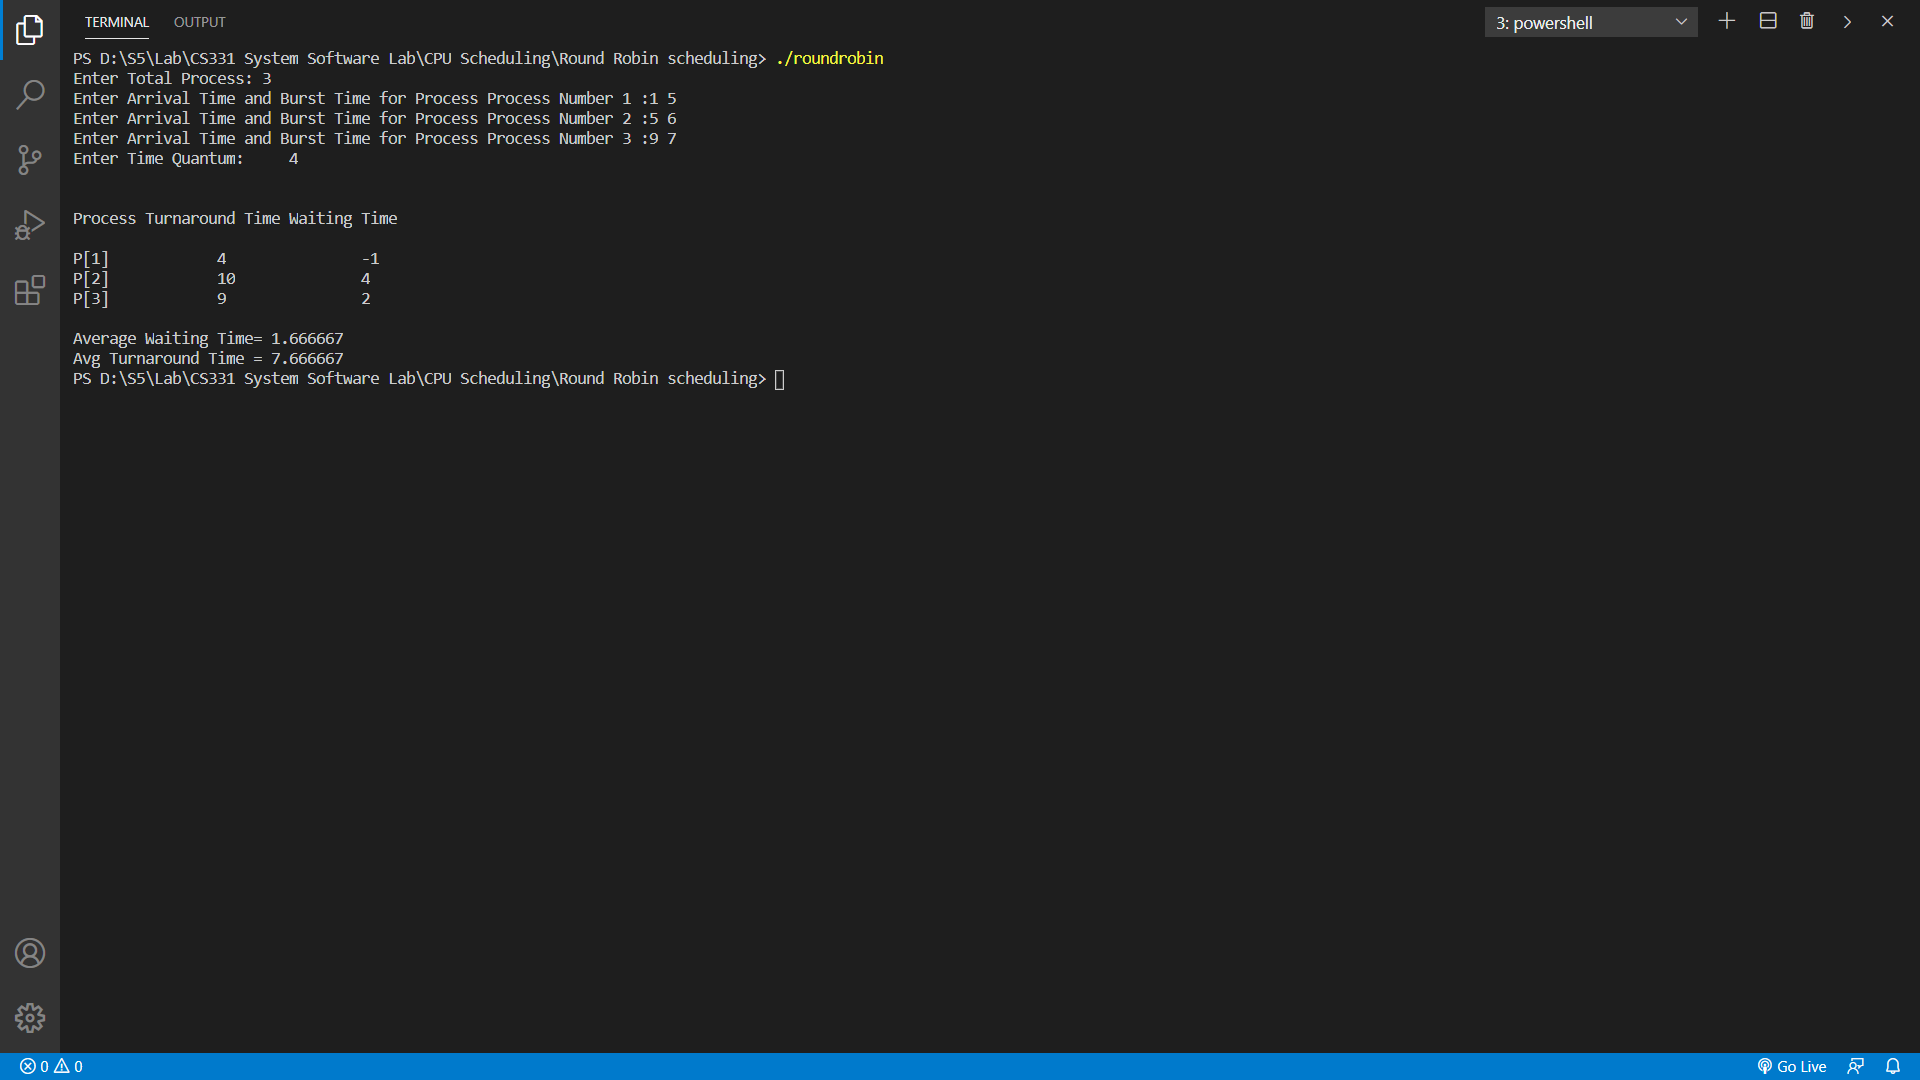 TERMINAL OUTPUT 3: powershell
PS D:\S5\Lab\CS331 System Software Lab\CPU Scheduling\Round Robin scheduling> ./roundrobin
Enter Total Process: 3
Enter Arrival Time and Burst Time for Process Process Number 1 :1 5
Enter Arrival Time and Burst Time for Process Process Number 2 :5 6
Enter Arrival Time and Burst Time for Process Process Number 3 :9 7
Enter Time Quantum:     4
Process Turnaround Time Waiting Time
P[1]            4               -1
P[2]            10              4
P[3]            9               2
Average Waiting Time= 1.666667
Avg Turnaround Time = 7.666667
PS D:\S5\Lab\CS331 System Software Lab\CPU Scheduling\Round Robin scheduling>
0 0 Go Live